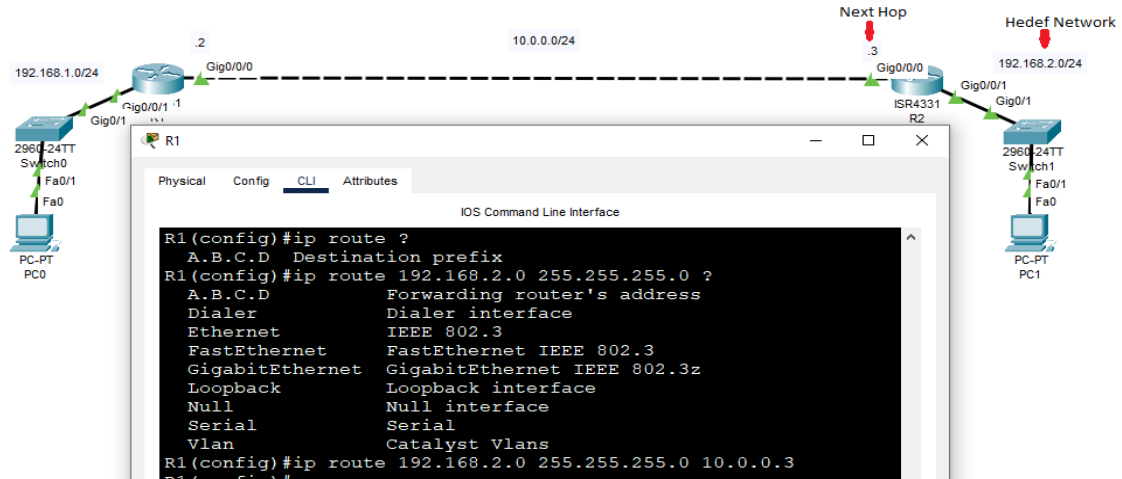 Next Hop
Hedef Network
.2
10.0.0.0/24
.3
192.168.2.0/24
192.168.1.0/24
Gig0/0/0
Gig0/0/0
Gig0/0/1
Gig0/1
Gig0/0/1
Gig0/1
ISR4331
R2
2960-24TT
Switch0
Fa0/1
Fa0
PC-PT
PC0
2960-24TT
Switch1
Fa0/1
Fa0
PC-PT
PC1
R1
Physical Config CLI Attributes
IOS Command Line Interface
R1(config)#ip route ?
A.B.C.D Destination prefix
R1(config)#ip route 192.168.2.0 255.255.255.0 ?
A.B.C.D Forwarding router's address
Dialer Dialer interface
Ethernet IEEE 802.3
FastEthernet FastEthernet IEEE 802.3
GigabitEthernet GigabitEthernet IEEE 802.3z
Loopback Loopback interface
Null Null interface
Serial Serial
Vlan Catalyst Vlans
R1(config)#ip route 192.168.2.0 255.255.255.0 10.0.0.3